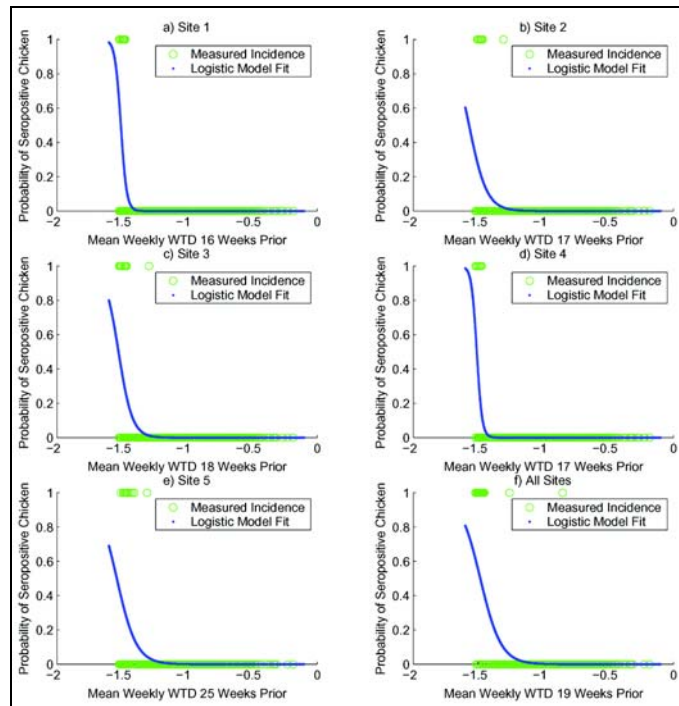 a) Site 1
Measured Incidence
Logistic Model Fit
Probability of Seropositive Chicken
1
0.8
0.6
0.4
0.2
0
−2
−1.5
−1
−0.5
0
Mean Weekly WTD 16 Weeks Prior
b) Site 2
Measured Incidence
Logistic Model Fit
Probability of Seropositive Chicken
1
0.8
0.6
0.4
0.2
0
−2
−1.5
−1
−0.5
0
Mean Weekly WTD 17 Weeks Prior
c) Site 3
Measured Incidence
Logistic Model Fit
Probability of Seropositive Chicken
1
0.8
0.6
0.4
0.2
0
−2
−1.5
−1
−0.5
0
Mean Weekly WTD 18 Weeks Prior
d) Site 4
Measured Incidence
Logistic Model Fit
Probability of Seropositive Chicken
1
0.8
0.6
0.4
0.2
0
−2
−1.5
−1
−0.5
0
Mean Weekly WTD 17 Weeks Prior
e) Site 5
Measured Incidence
Logistic Model Fit
Probability of Seropositive Chicken
1
0.8
0.6
0.4
0.2
0
−2
−1.5
−1
−0.5
0
Mean Weekly WTD 25 Weeks Prior
f) All Sites
Measured Incidence
Logistic Model Fit
Probability of Seropositive Chicken
1
0.8
0.6
0.4
0.2
0
−2
−1.5
−1
−0.5
0
Mean Weekly WTD 19 Weeks Prior